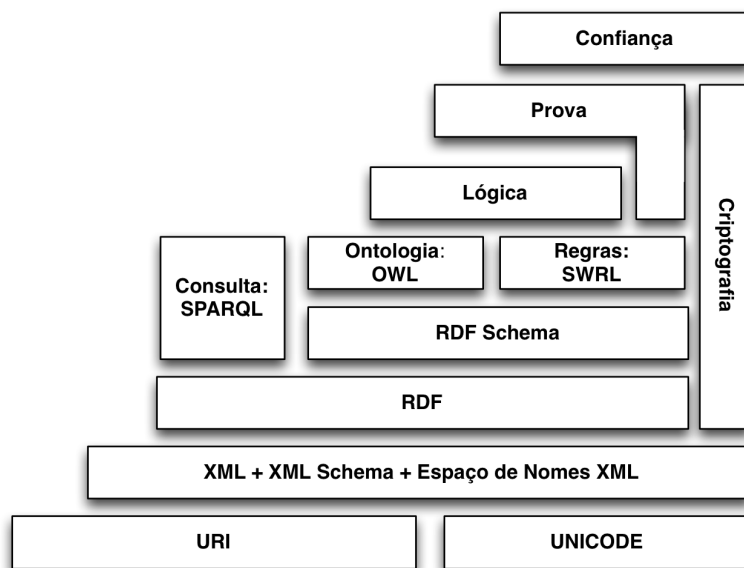 Confiança
Prova
Criptografia
Lógica
Consulta:
SPARQL
Ontologia:
OWL
Regras:
SWRL
RDF Schema
RDF
XML + XML Schema + Espaço de Nomes XML
URI
UNICODE